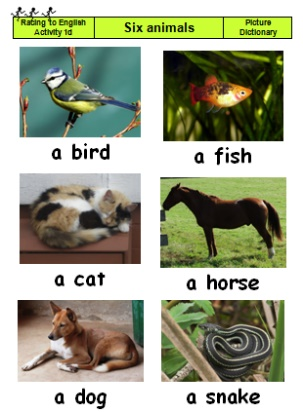 Racing to English
Activity 1d
Six animals
Picture
Dictionary
a bird
a fish
a cat
a horse
a dog
a snake